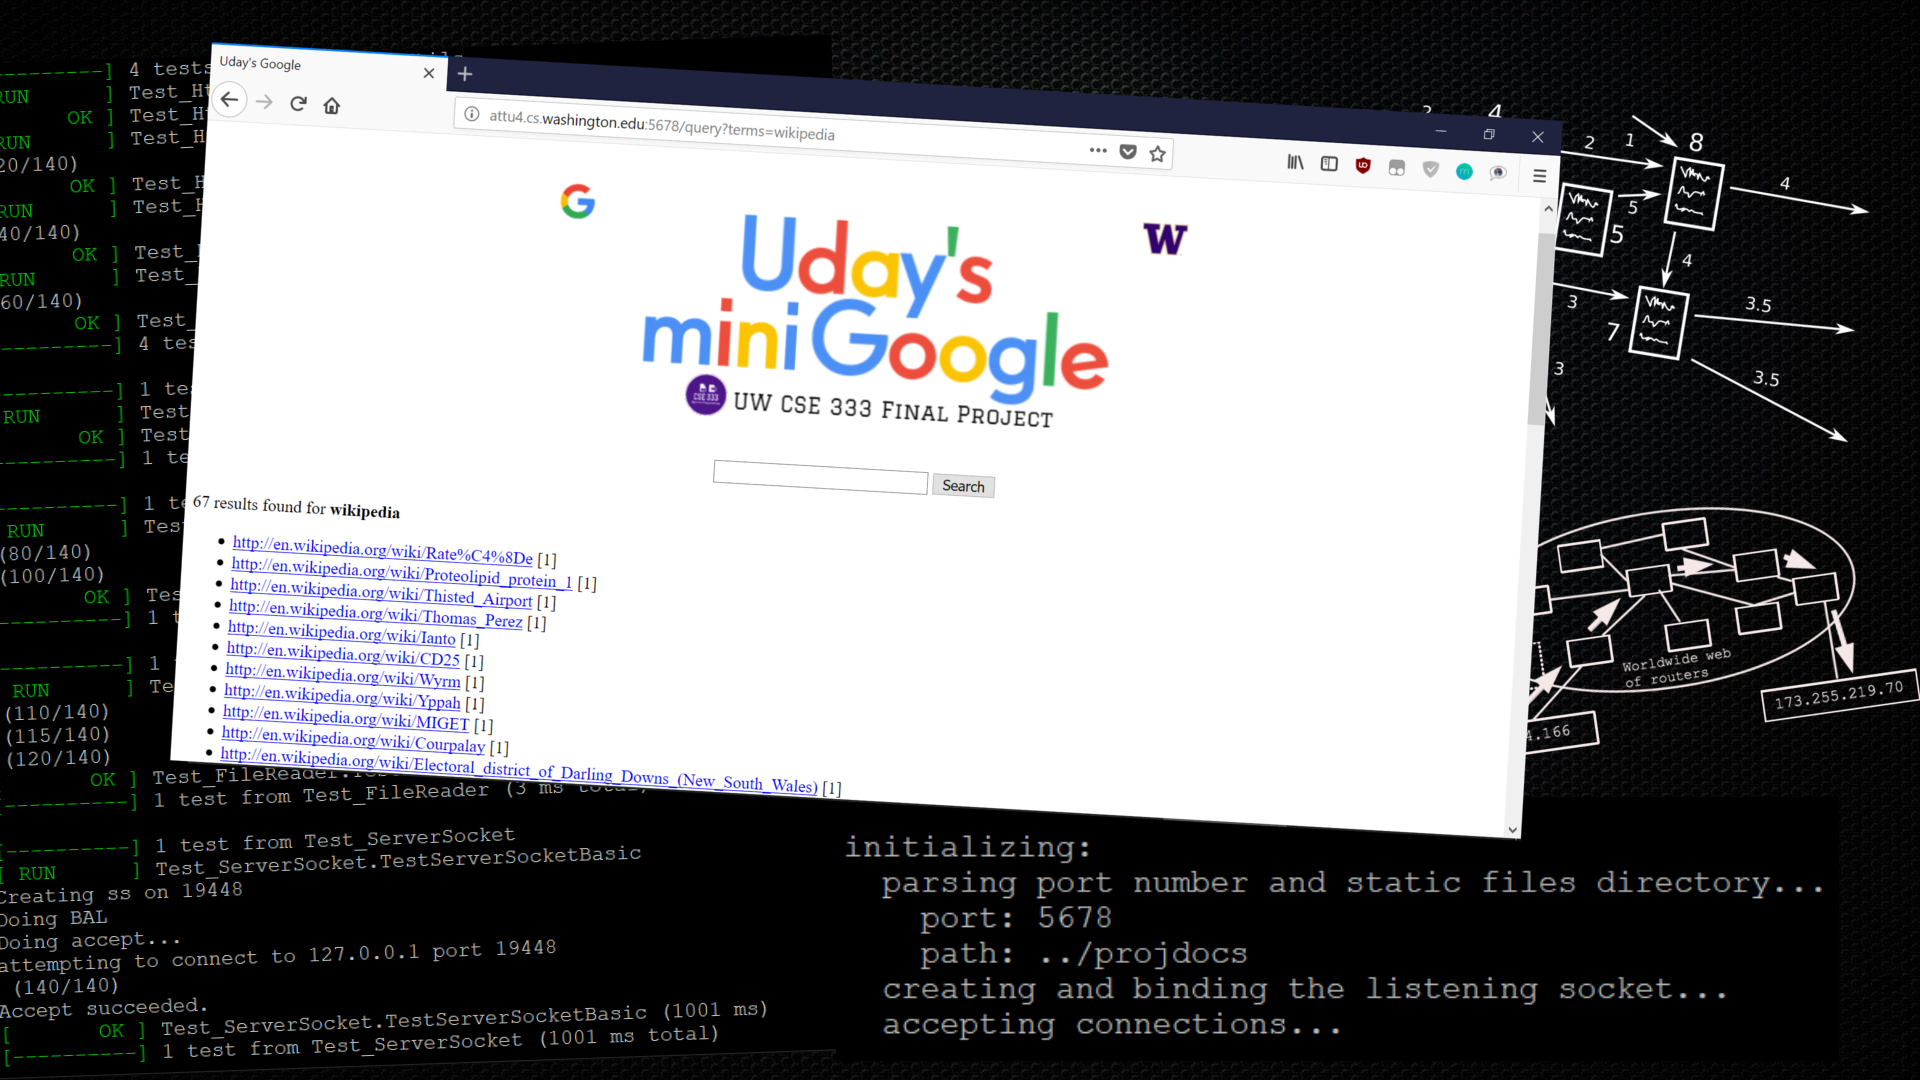 Uday's Google
attu4.cs.washington.edu:5678/query?terms=wikipedia
Uday's
mini Google
CSE 333
UW CSE 333 Final Project
Search
67 results found for wikipedia
http://en.wikipedia.org/wiki/Rate%C4%8De [1]
http://en.wikipedia.org/wiki/Proteolipid_protein_1 [1]
http://en.wikipedia.org/wiki/Thisted_Airport [1]
http://en.wikipedia.org/wiki/Thomas_Perez [1]
http://en.wikipedia.org/wiki/Ianto [1]
http://en.wikipedia.org/wiki/CD25 [1]
http://en.wikipedia.org/wiki/Wyrm [1]
http://en.wikipedia.org/wiki/Yppah [1]
http://en.wikipedia.org/wiki/MIGET [1]
http://en.wikipedia.org/wiki/Courpalay [1]
http://en.wikipedia.org/wiki/Electoral_district_of_Darling_Downs_(New_South_Wales) [1]
G
W
----------] 4 tests
RUN ] Test_Ht
OK ] Test_Ht
RUN ] Test_H
20/140)
OK ] Test_H
RUN ] Test_H
40/140)
OK ] Test_
RUN ] Test_
60/140)
OK ] Test_
----------] 4 tes
----------] 1 te
RUN ] Test
OK ] Test
----------] 1 te
----------] 1 t
RUN ] Tes
(80/140)
(100/140)
OK ] Tes
----------] 1 t
----------] 1
RUN ] Te
(110/140)
(115/140)
(120/140)
OK ] Test_FileReader.
[----------] 1 test from Test_FileReader (3 ms total)
[----------] 1 test from Test_ServerSocket
[ RUN ] Test_ServerSocket.TestServerSocketBasic
Creating ss on 19448
Doing BAL
Doing accept...
attempting to connect to 127.0.0.1 port 19448
(140/140)
Accept succeeded.
[ OK ] Test_ServerSocket.TestServerSocketBasic (1001 ms)
[----------] 1 test from Test_ServerSocket (1001 ms total)
initializing:
parsing port number and static files directory...
port: 5678
path: ../projdocs
creating and binding the listening socket...
accepting connections...
4
2
1
8
4
5
5
4
3
7
3.5
3.5
3
Worldwide web
of routers
173.255.219.70
4.166